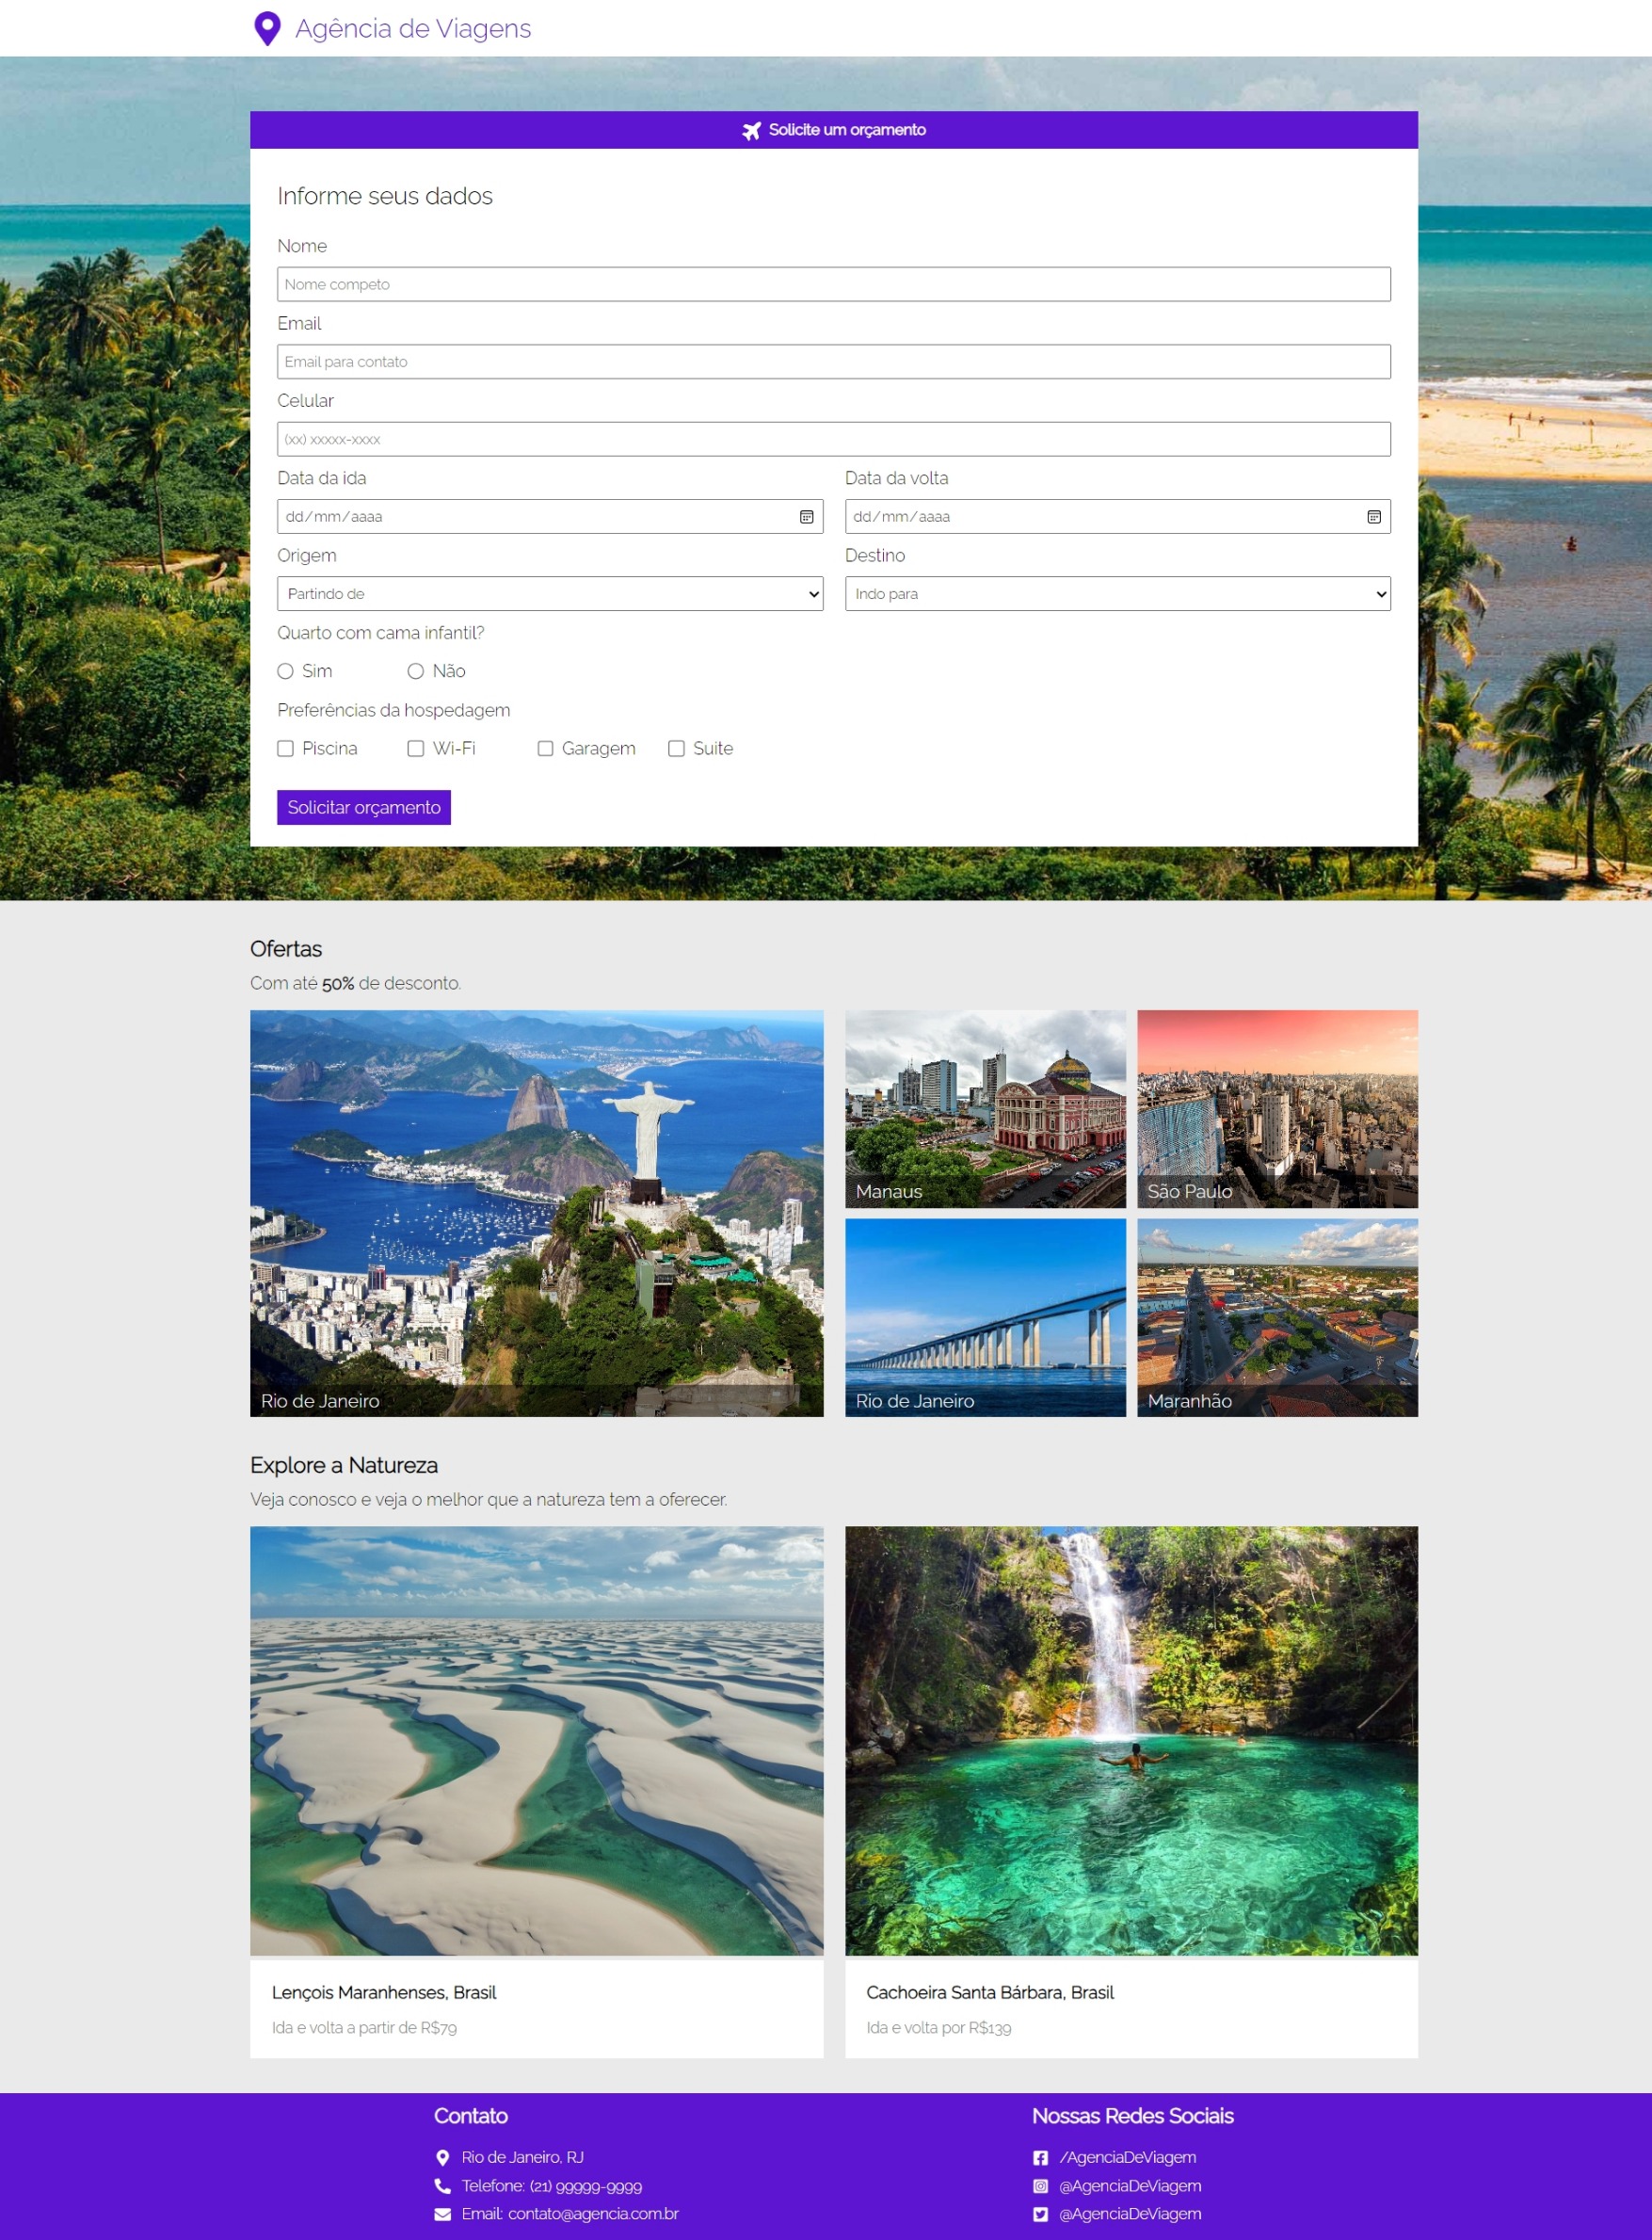 Agência de Viagens
Solicite um orçamento
Informe seus dados
Nome
Nome competo
Email
Email para contato
Celular
(xx) xxxxx-xxxx
Data da ida
Data da volta
dd/mm/aaaa
dd/mm/aaaa
Origem
Destino
Partindo de
Indo para
Quarto com cama infantil?
Sim
Não
Preferências da hospedagem
Piscina
Wi-Fi
Garagem
Suite
Solicitar orçamento
Ofertas
Com até 50% de desconto.
Manaus
São Paulo
Rio de Janeiro
Rio de Janeiro
Maranhão
Explore a Natureza
Veja conosco e veja o melhor que a natureza tem a oferecer.
Lençois Maranhenses, Brasil
Ida e volta a partir de R$79
Cachoeira Santa Bárbara, Brasil
Ida e volta por R$139
Contato
Rio de Janeiro, RJ
Telefone: (21) 99999-9999
Email: contato@agencia.com.br
Nossas Redes Sociais
/AgenciaDeViagem
@AgenciaDeViagem
@AgenciaDeViagem